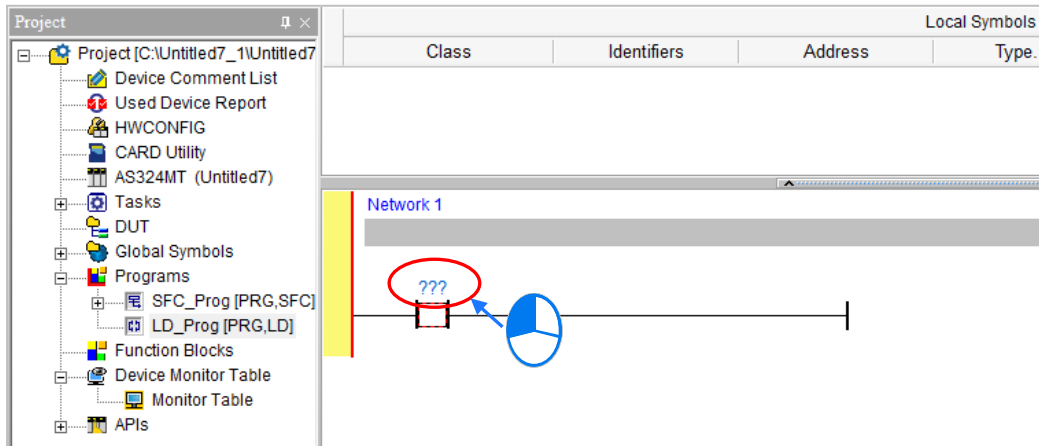 Project
Project [C:\Untitled7_1\Untitled7
Device Comment List
Used Device Report
HWCONFIG
CARD Utility
AS324MT (Untitled7)
Tasks
DUT
Global Symbols
Programs
SFC_Prog [PRG,SFC]
LD_Prog [PRG,LD]
Function Blocks
Device Monitor Table
Monitor Table
APIs
Local Symbols
Class Identifiers Address Type.
Network 1
???